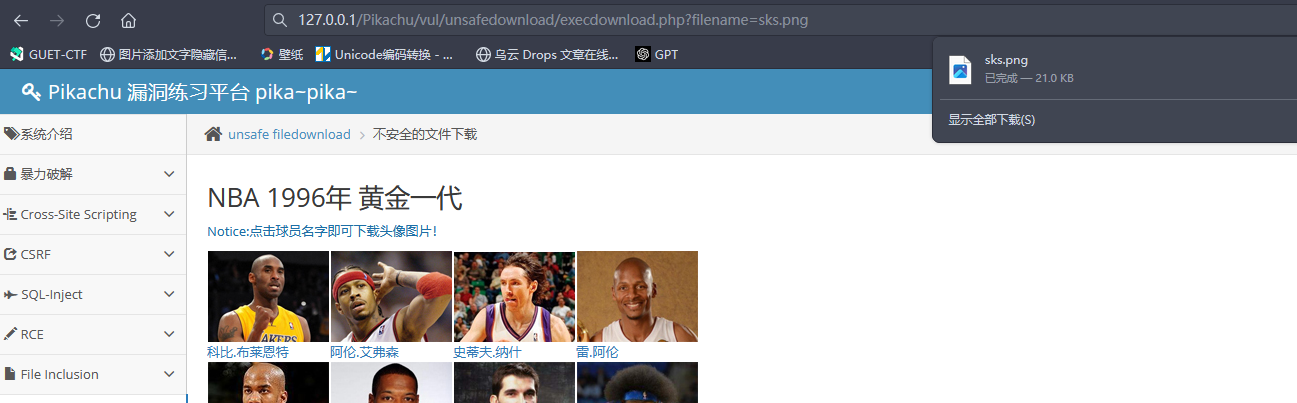 127.0.0.1/Pikachu/vul/unsafedownload/execdownload.php?filename=sks.png
GUET-CTF 图片添加文字隐藏信... 壁纸 Unicode编码转换 - ... 乌云 Drops 文章在线... GPT
sks.png
已完成 — 21.0 KB
显示全部下载(S)
Pikachu 漏洞练习平台 pika~pika~
系统介绍
unsafe filedownload > 不安全的文件下载
暴力破解
Cross-Site Scripting
CSRF
SQL-Inject
RCE
File Inclusion
NBA 1996年 黄金一代
Notice:点击球员名字即可下载头像图片!
科比.布莱恩特 阿伦.艾弗森 史蒂夫.纳什 雷.阿伦